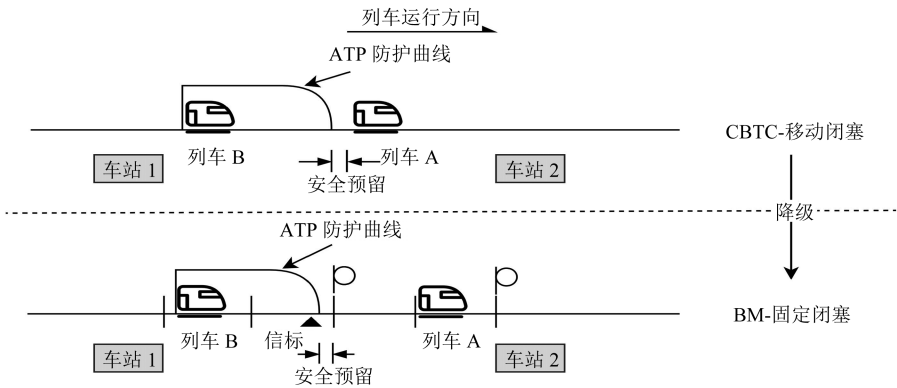 列车运行方向
ATP 防护曲线
CBTC-移动闭塞
列车 B
列车 A
车站 1
车站 2
安全预留
降级
ATP 防护曲线
BM-固定闭塞
列车 B
信标
列车 A
车站 1
车站 2
安全预留